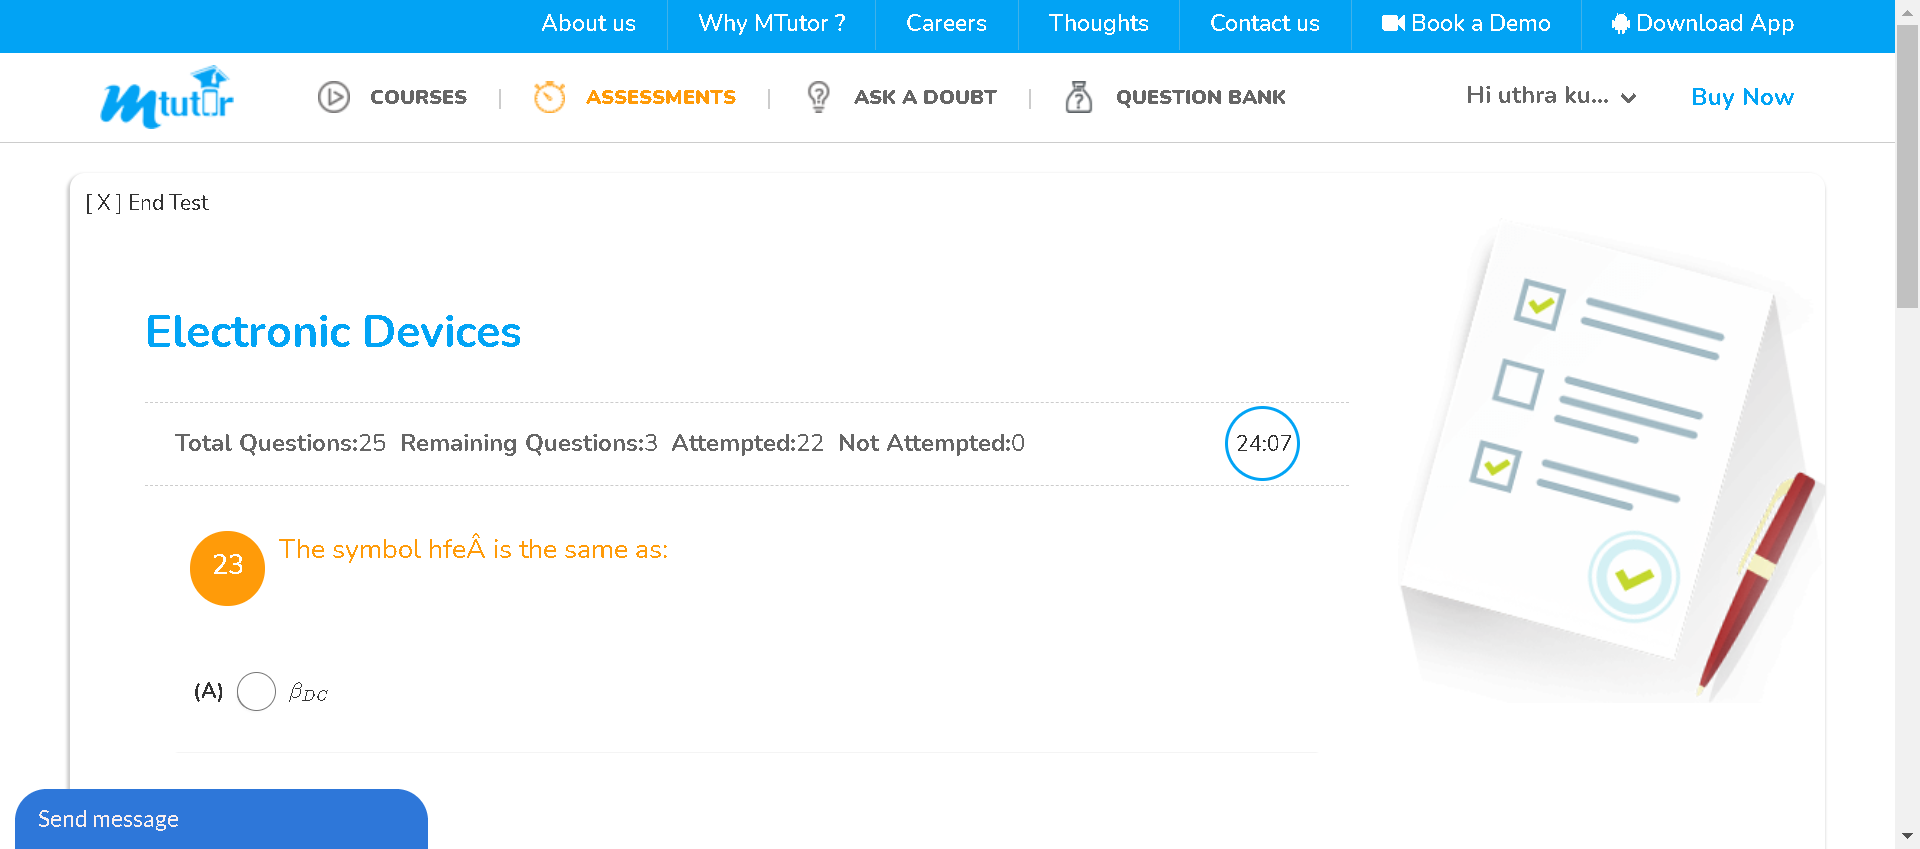 About us Why MTutor ? Careers Thoughts Contact us Book a Demo Download App
Mtutor COURSES | ASSESSMENTS | ASK A DOUBT | QUESTION BANK Hi uthra ku... Buy Now
[ X ] End Test
Electronic Devices
Total Questions:25 Remaining Questions:3 Attempted:22 Not Attempted:0 24:07
23 The symbol hfeÂ is the same as:
(A) β_DC
Send message